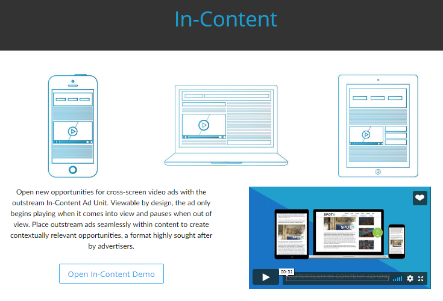 In-Content
Open new opportunities for cross-screen video ads with the
outstream In-Content Ad Unit. Viewable by design, the ad only
begins playing when it comes into view and pauses when out of
view. Place outstream ads seamlessly within content to create
contextually relevant opportunities, a format highly sought after
by advertisers.
Open In-Content Demo
00:31